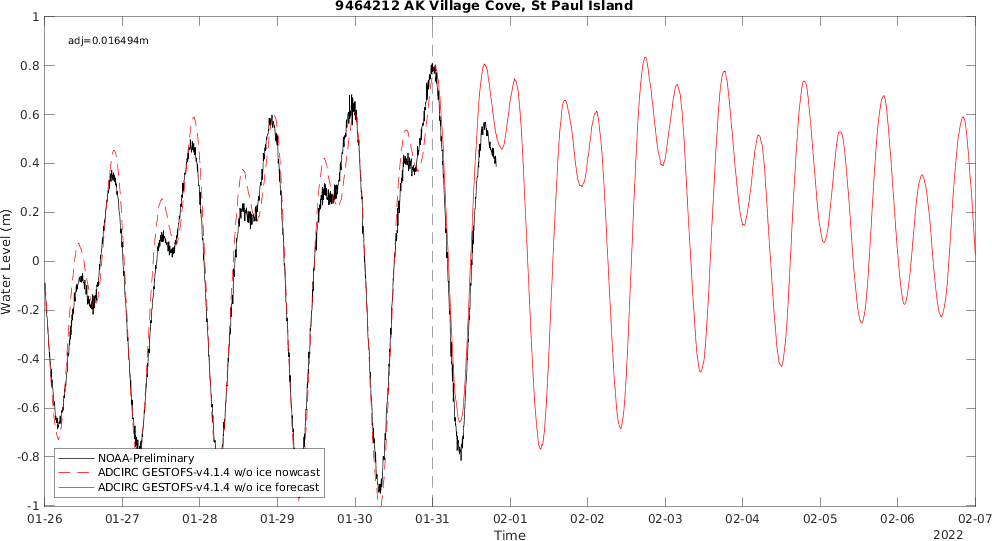 9464212 AK Village Cove, St Paul Island
adj=0.016494m
Water Level (m)
1
0.8
0.6
0.4
0.2
0
-0.2
-0.4
-0.6
-0.8
-1
NOAA-Preliminary
ADCIRC GESTOFS-v4.1.4 w/o ice nowcast
ADCIRC GESTOFS-v4.1.4 w/o ice forecast
01-26 01-27 01-28 01-29 01-30 01-31 02-01 02-02 02-03 02-04 02-05 02-06 02-07
Time
2022